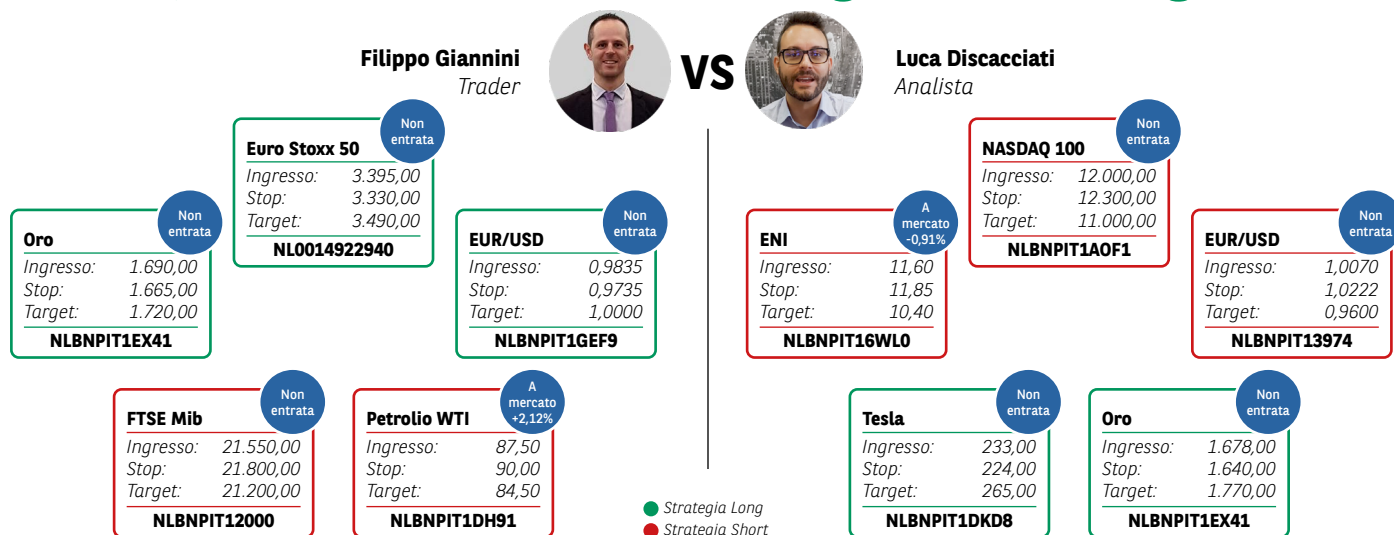 Filippo Giannini
Trader
VS
Luca Discacciati
Analista
Non
entrata
Euro Stoxx 50
Ingresso: 3.395,00
Stop: 3.330,00
Target: 3.490,00
NL0014922940
Non
entrata
Oro
Ingresso: 1.690,00
Stop: 1.665,00
Target: 1.720,00
NLBNPIT1EX41
Non
entrata
EUR/USD
Ingresso: 0,9835
Stop: 0,9735
Target: 1,0000
NLBNPIT1GEF9
Non
entrata
FTSE Mib
Ingresso: 21.550,00
Stop: 21.800,00
Target: 21.200,00
NLBNPIT12000
A
mercato
+2,12%
Petrolio WTI
Ingresso: 87,50
Stop: 90,00
Target: 84,50
NLBNPIT1DH91
Non
entrata
NASDAQ 100
Ingresso: 12.000,00
Stop: 12.300,00
Target: 11.000,00
NLBNPIT1AOF1
A
mercato
-0,91%
ENI
Ingresso: 11,60
Stop: 11,85
Target: 10,40
NLBNPIT16WL0
Non
entrata
EUR/USD
Ingresso: 1,0070
Stop: 1,0222
Target: 0,9600
NLBNPIT13974
Non
entrata
Tesla
Ingresso: 233,00
Stop: 224,00
Target: 265,00
NLBNPIT1DKD8
Non
entrata
Oro
Ingresso: 1.678,00
Stop: 1.640,00
Target: 1.770,00
NLBNPIT1EX41
Strategia Long
Strategia Short